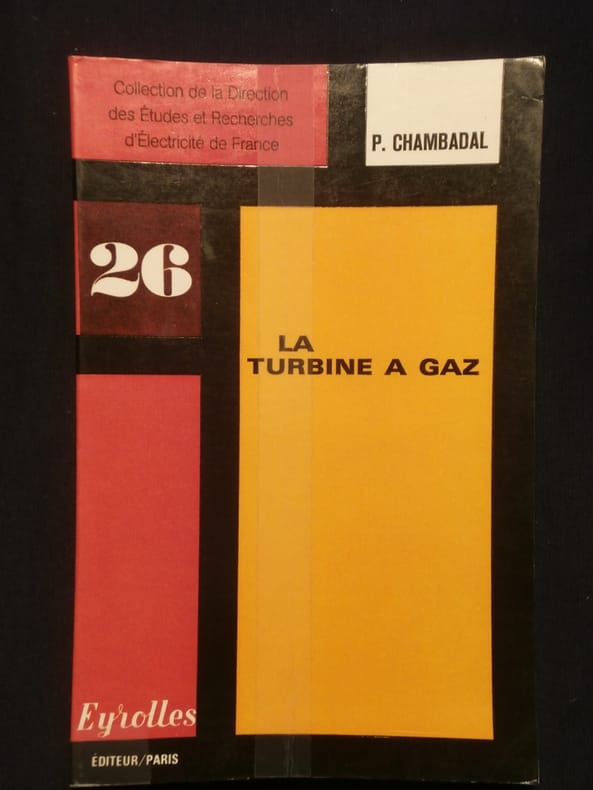 Collection de la Direction
des Études et Recherches
d'Électricité de France
P. CHAMBADAL
26
LA
TURBINE A GAZ
Eyrolles
ÉDITEUR/PARIS